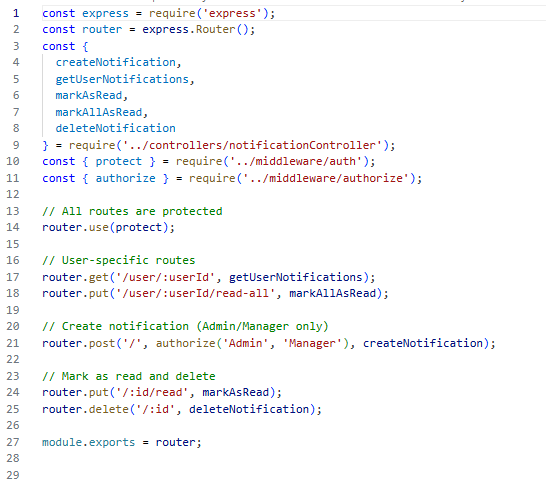 1 const express = require('express');
2 const router = express.Router();
3 const {
4 createNotification,
5 getUserNotifications,
6 markAsRead,
7 markAllAsRead,
8 deleteNotification
9 } = require('../controllers/notificationController');
10 const { protect } = require('../middleware/auth');
11 const { authorize } = require('../middleware/authorize');
12
13 // All routes are protected
14 router.use(protect);
15
16 // User-specific routes
17 router.get('/user/:userId', getUserNotifications);
18 router.put('/user/:userId/read-all', markAllAsRead);
19
20 // Create notification (Admin/Manager only)
21 router.post('/', authorize('Admin', 'Manager'), createNotification);
22
23 // Mark as read and delete
24 router.put('/:id/read', markAsRead);
25 router.delete('/:id', deleteNotification);
26
27 module.exports = router;
28
29